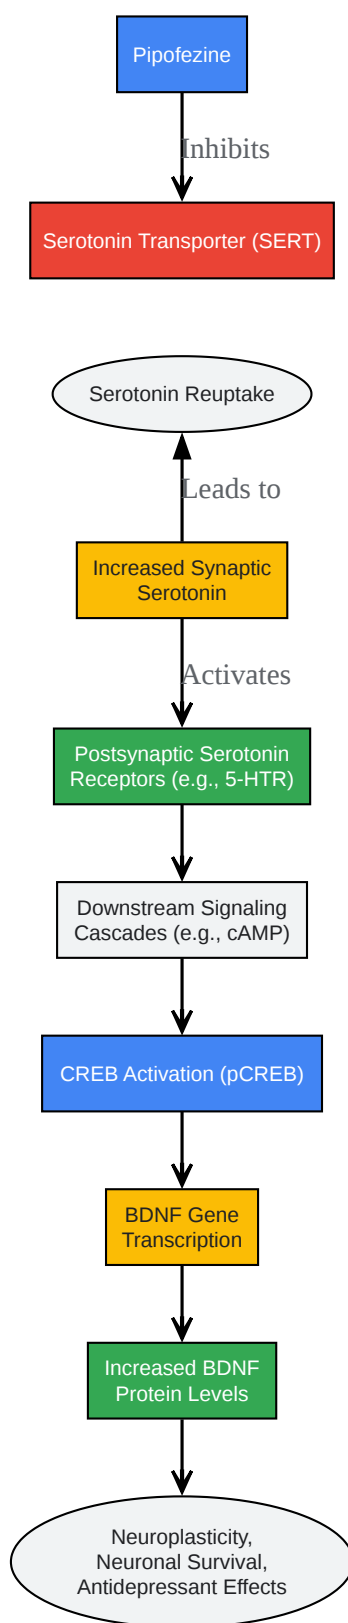 Pipofezine
Inhibits
Serotonin Transporter (SERT)
Serotonin Reuptake
Leads to
Increased Synaptic
Serotonin
Activates
Postsynaptic Serotonin
Receptors (e.g., 5-HTR)
Downstream Signaling
Cascades (e.g., cAMP)
CREB Activation (pCREB)
BDNF Gene
Transcription
Increased BDNF
Protein Levels
Neuroplasticity,
Neuronal Survival,
Antidepressant Effects